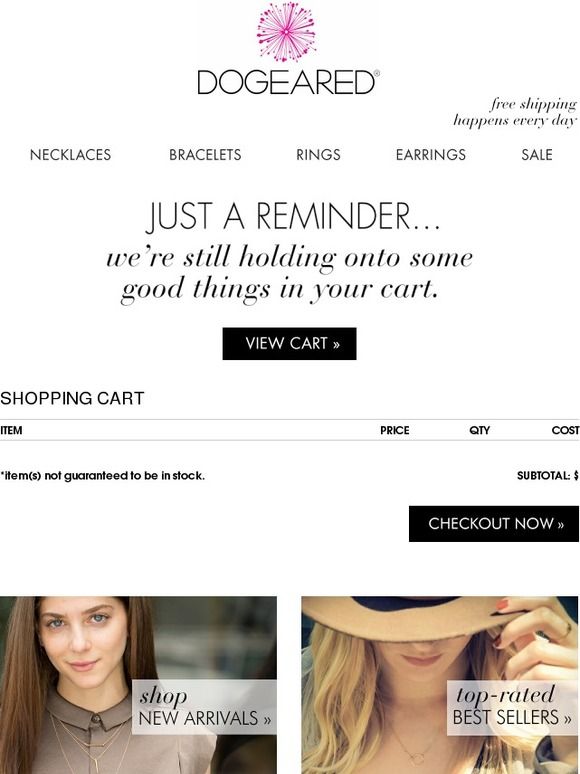 DOGEARED®
free shipping
happens every day
NECKLACES BRACELETS RINGS EARRINGS SALE
JUST A REMINDER...
we're still holding onto some
good things in your cart.
VIEW CART »
SHOPPING CART
ITEM PRICE QTY COST
*item(s) not guaranteed to be in stock. SUBTOTAL: $
CHECKOUT NOW »
shop
NEW ARRIVALS »
top-rated
BEST SELLERS »